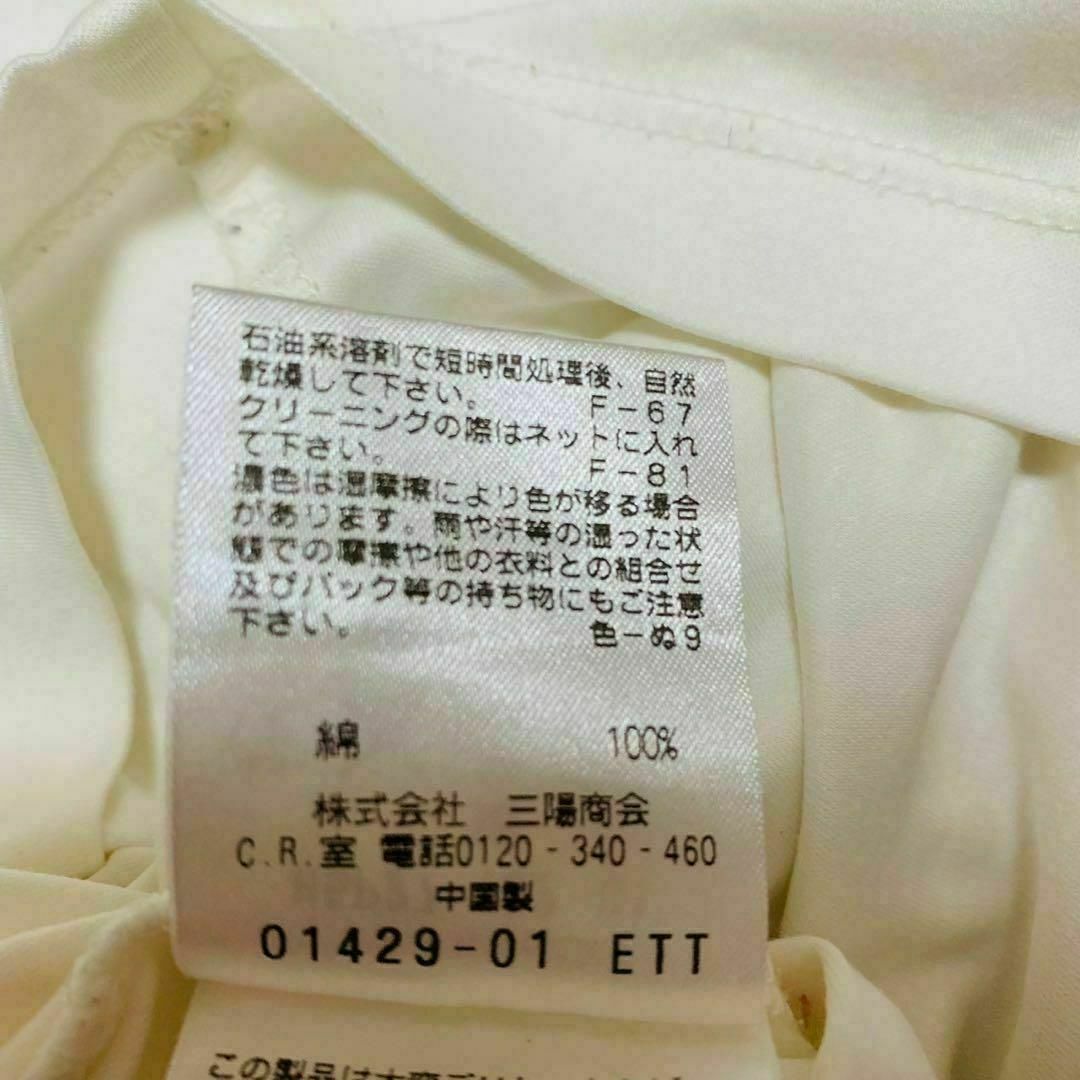 石油系溶剤で短時間処理後、自然
乾燥して下さい。 F-67
クリーニングの際はネットに入れ
て下さい。 F-81
濃色は湿摩擦により色が移る場合
があります。雨や汗等の湿った状
態での摩擦や他の衣料との組合せ
及びバック等の持ち物にもご注意
下さい。 色-ぬ9
綿 100%
株式会社 三陽商会
C.R.室 電話0120-340-460
中国製
01429-01 ETT
この製品は